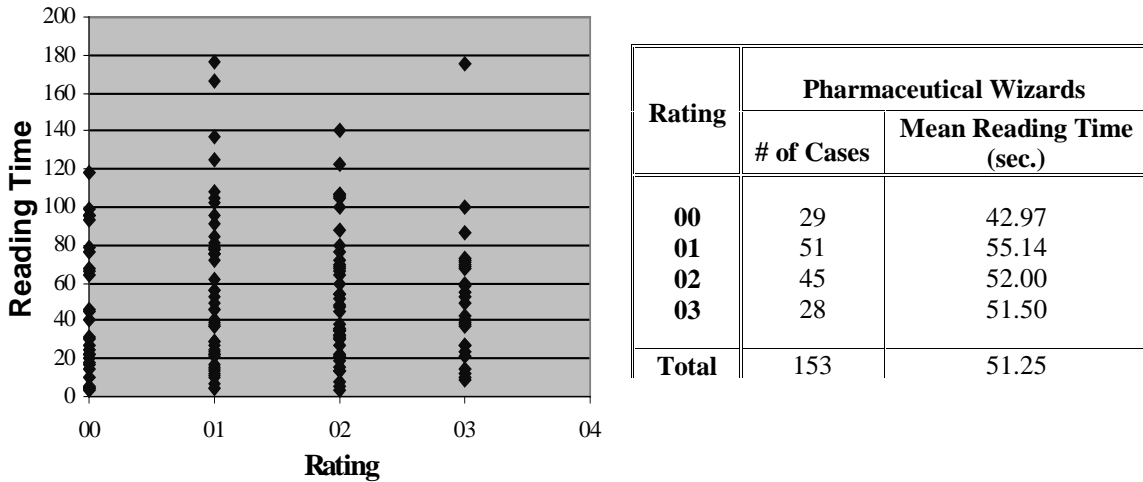 200
180
160
140
120
100
80
60
40
20
0
Reading Time
00 01 02 03 04
Rating
Rating
Pharmaceutical Wizards
# of Cases
Mean Reading Time
(sec.)
00 29 42.97
01 51 55.14
02 45 52.00
03 28 51.50
Total 153 51.25